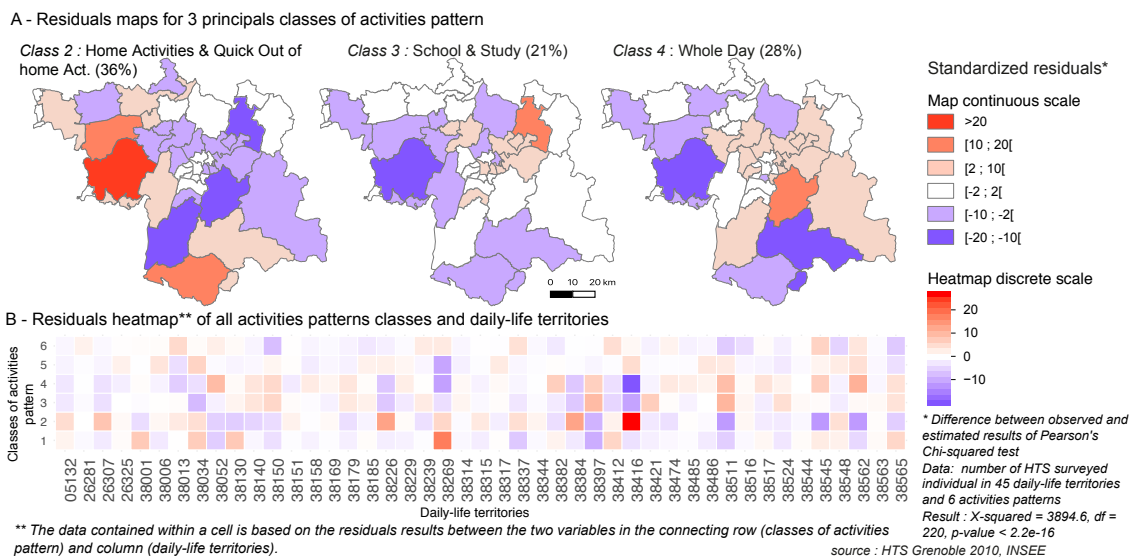 A - Residuals maps for 3 principals classes of activities pattern
Class 2 : Home Activities & Quick Out of
home Act. (36%)
Class 3 : School & Study (21%)
Class 4 : Whole Day (28%)
Standardized residuals*
Map continuous scale
>20
[10 ; 20[
[2 ; 10[
[-2 ; 2[
[-10 ; -2[
[-20 ; -10[
0 10 20 km
Heatmap discrete scale
20
10
0
−10
B - Residuals heatmap** of all activities patterns classes and daily-life territories
Classes of activities
pattern
6
5
4
3
2
1
05132
26281
26307
26325
38001
38006
38013
38034
38052
38130
38140
38150
38151
38158
38169
38179
38185
38226
38229
38239
38269
38314
38315
38317
38337
38344
38382
38384
38397
38412
38416
38421
38474
38485
38486
38511
38516
38517
38524
38544
38545
38548
38562
38563
38565
Daily-life territories
* Difference between observed and
estimated results of Pearson's
Chi-squared test
Data: number of HTS surveyed
individual in 45 daily-life territories
and 6 activities patterns
Result : X-squared = 3894.6, df =
220, p-value < 2.2e-16
** The data contained within a cell is based on the residuals results between the two variables in the connecting row (classes of activities
pattern) and column (daily-life territories).
source : HTS Grenoble 2010, INSEE